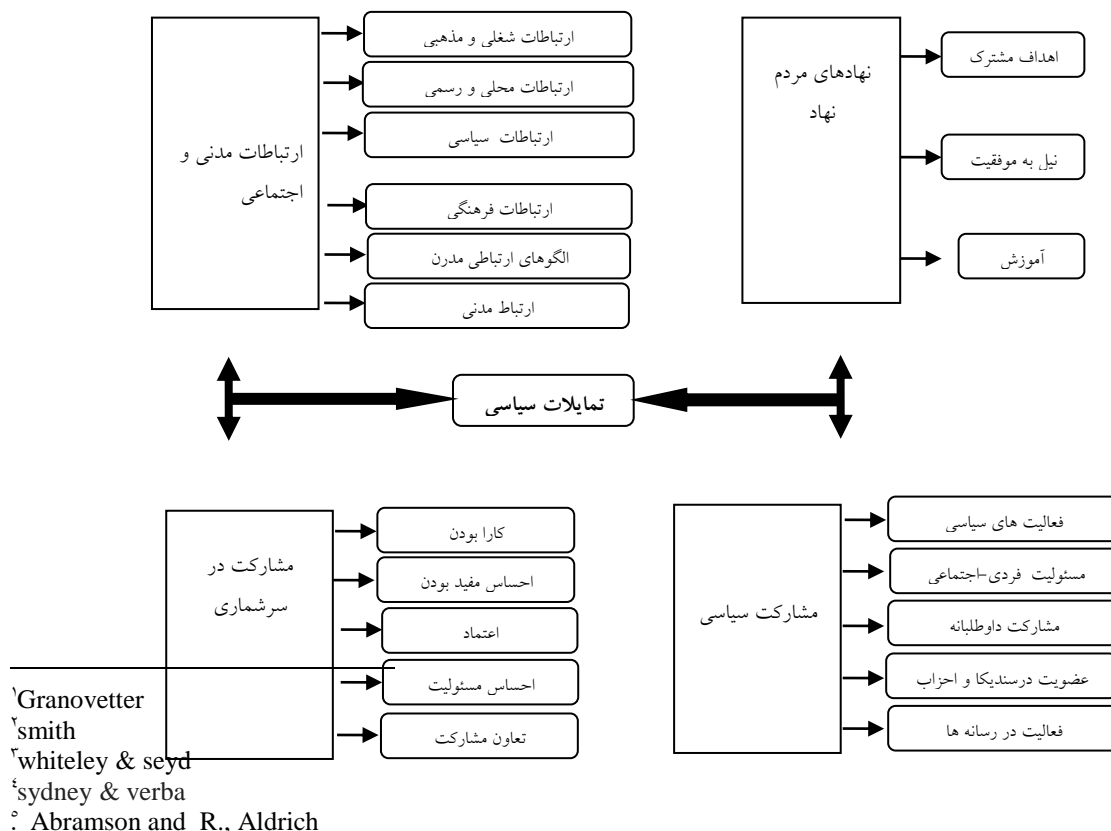 نهادهای مردم
نهاد
اهداف مشترک
نیل به موفقیت
آموزش
ارتباطات مدنی و
اجتماعی
ارتباطات شغلی و مذهبی
ارتباطات محلی و رسمی
ارتباطات سیاسی
ارتباطات فرهنگی
الگوهای ارتباطی مدرن
ارتباط مدنی
تمایلات سیاسی
مشارکت سیاسی
فعالیت های سیاسی
مسئولیت فردی-اجتماعی
مشارکت داوطلبانه
عضویت درسندیکا و احزاب
فعالیت در رسانه ها
مشارکت در
سرشماری
کارا بودن
احساس مفید بودن
اعتماد
احساس مسئولیت
تعاون مشارکت
۱Granovetter
۲smith
۳whiteley & seyd
٤sydney & verba
۵. Abramson and R., Aldrich